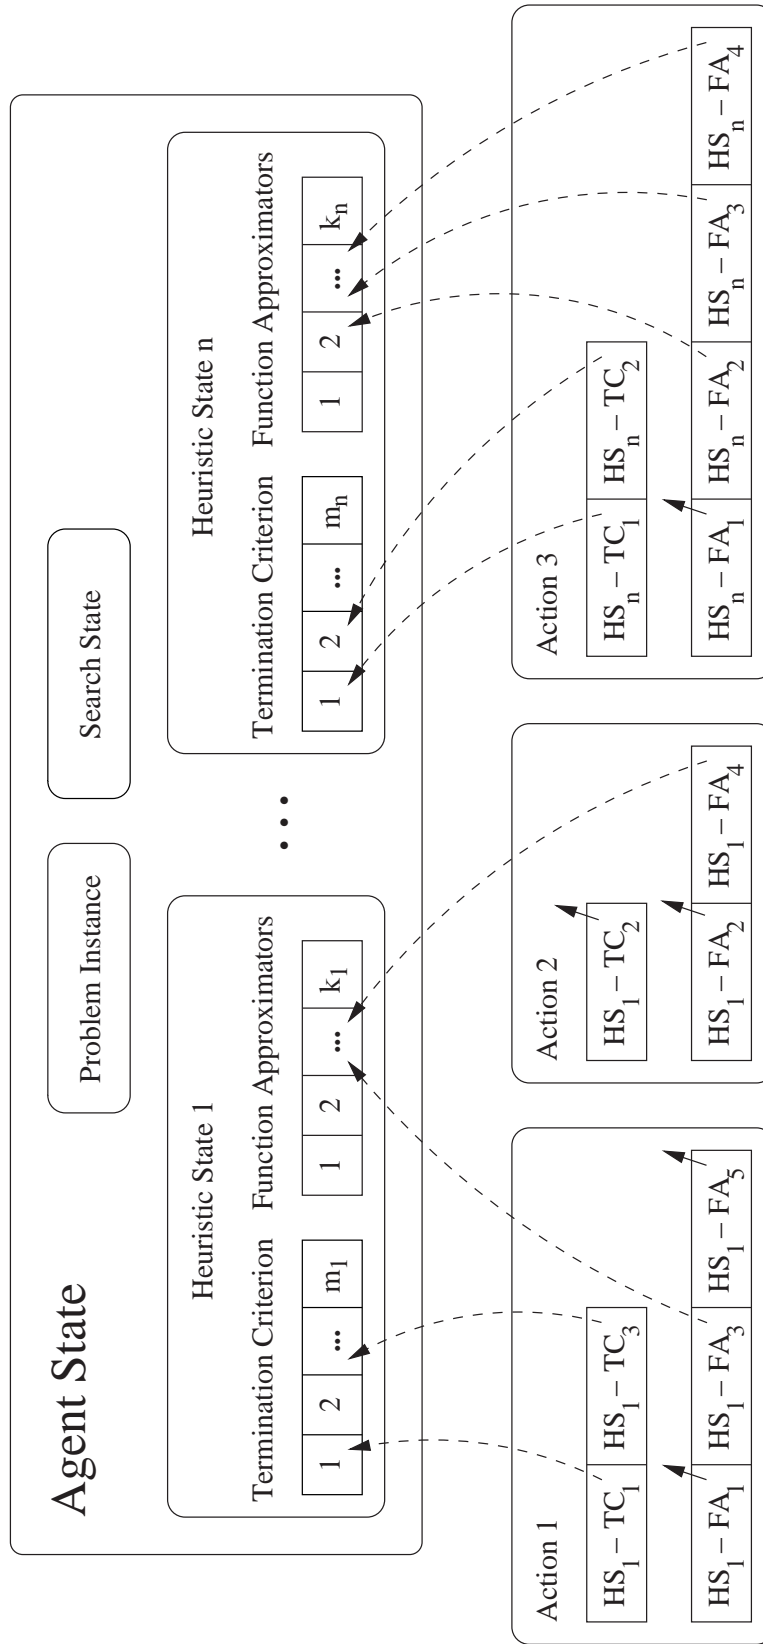 Agent State
Problem Instance
Search State
Heuristic State 1
Termination Criterion
Function Approximators
1 2 ... m₁
1 2 ... k₁
...
Heuristic State n
Termination Criterion
Function Approximators
1 2 ... mₙ
1 2 ... kₙ
Action 1
HS₁ − TC₁ HS₁ − TC₃
HS₁ − FA₁ HS₁ − FA₃ HS₁ − FA₅
Action 2
HS₁ − TC₂
HS₁ − FA₂ HS₁ − FA₄
Action 3
HSₙ − TC₁ HSₙ − TC₂
HSₙ − FA₁ HSₙ − FA₂ HSₙ − FA₃ HSₙ − FA₄